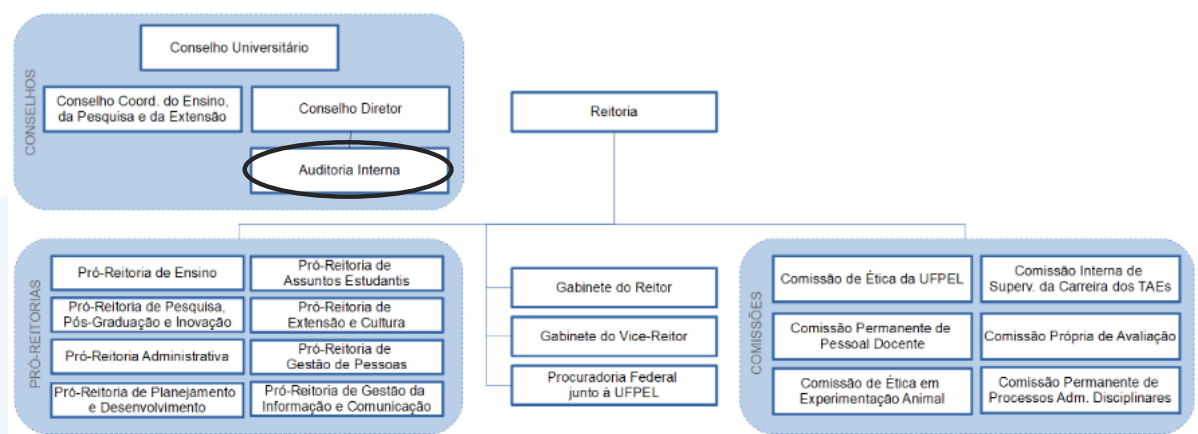 CONSELHOS
Conselho Universitário
Conselho Coord. do Ensino,
da Pesquisa e da Extensão
Conselho Diretor
Auditoria Interna
Reitoria
PRÓ-REITORIAS
Pró-Reitoria de Ensino
Pró-Reitoria de
Assuntos Estudantis
Pró-Reitoria de Pesquisa,
Pós-Graduação e Inovação
Pró-Reitoria de
Extensão e Cultura
Pró-Reitoria Administrativa
Pró-Reitoria de
Gestão de Pessoas
Pró-Reitoria de Planejamento
e Desenvolvimento
Pró-Reitoria de Gestão da
Informação e Comunicação
Gabinete do Reitor
Gabinete do Vice-Reitor
Procuradoria Federal
junto à UFPEL
COMISSÕES
Comissão de Ética da UFPEL
Comissão Interna de
Superv. da Carreira dos TAEs
Comissão Permanente de
Pessoal Docente
Comissão Própria de Avaliação
Comissão de Ética em
Experimentação Animal
Comissão Permanente de
Processos Adm. Disciplinares